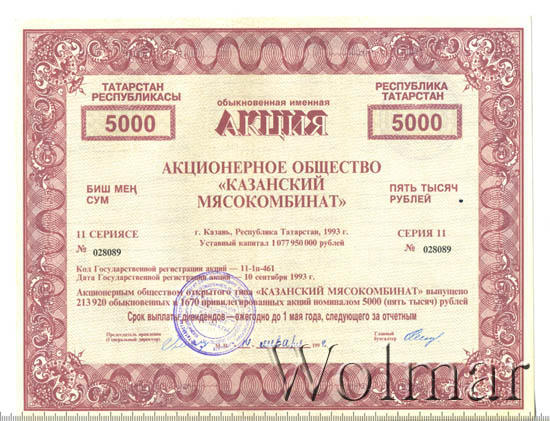 ТАТАРСТАН
РЕСПУБЛИКАСЫ
5000
обыкновенная именная
АКЦИЯ
РЕСПУБЛИКА
ТАТАРСТАН
5000
АКЦИОНЕРНОЕ ОБЩЕСТВО
«КАЗАНСКИЙ
МЯСОКОМБИНАТ»
БИШ МЕҢ
СУМ
ПЯТЬ ТЫСЯЧ
РУБЛЕЙ
11 СЕРИЯСЕ
№ 028089
г. Казань, Республика Татарстан, 1993 г.
Уставный капитал 1 077 950 000 рублей
СЕРИЯ 11
№ 028089
Код Государственной регистрации акций — 11-1п-461
Дата Государственной регистрации акций — 10 сентября 1993 г.
Акционерным обществом открытого типа «КАЗАНСКИЙ МЯСОКОМБИНАТ» выпущено
213 920 обыкновенных и 1670 привилегированных акций номиналом 5000 (пять тысяч) рублей
Срок выплаты дивидендов—ежегодно до 1 мая года, следующего за отчетным
Председатель правления
(Генеральный директор)
М. п.
января 199
г.
Главный
бухгалтер
Wolmar